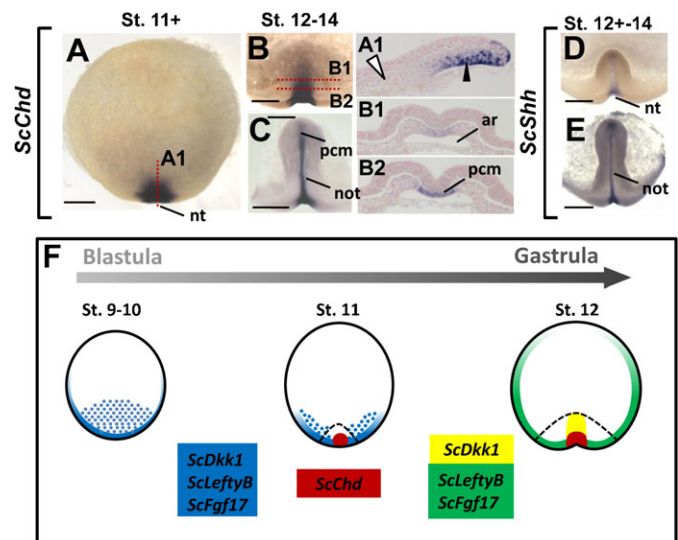 St. 11+ St. 12-14 St. 12+-14
ScChd
A
A1
nt
B
B1
B2
C
pcm
not
A1
B1
ar
B2
pcm
ScShh
D
nt
E
not
F
Blastula Gastrula
St. 9-10 St. 11 St. 12
ScDkk1
ScLeftyB
ScFgf17
ScChd
ScDkk1
ScLeftyB
ScFgf17